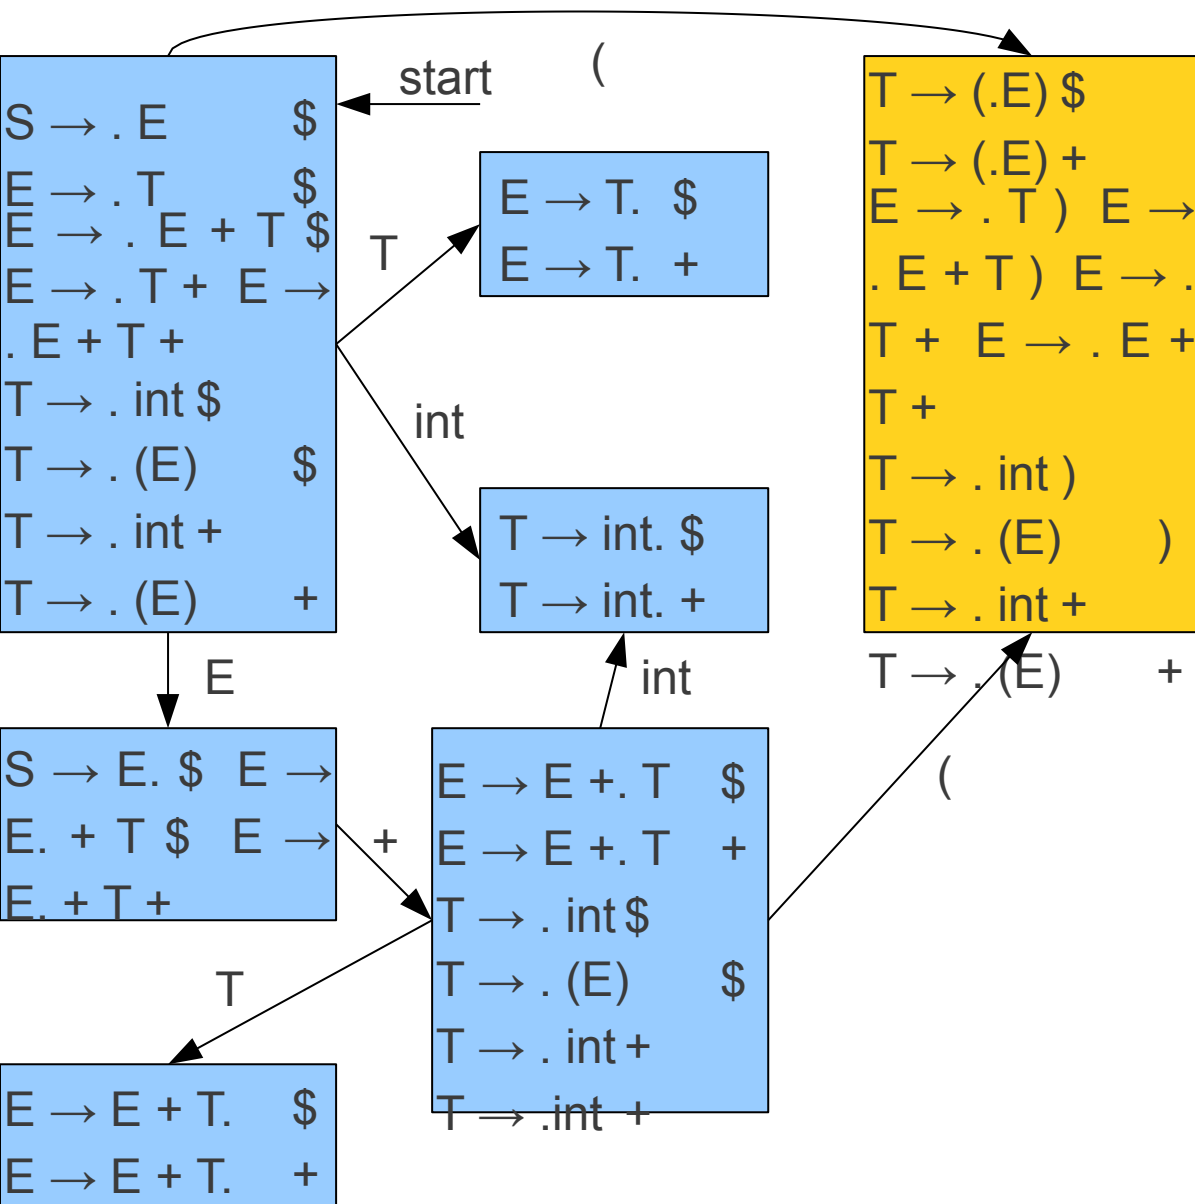 (
start
S → . E $
E → . T $
E → . E + T $
E → . T + E →
. E + T +
T → . int $
T → . (E) $
T → . int +
T → . (E) +
T
E → T. $
E → T. +
int
T → int. $
T → int. +
T → (.E) $
T → (.E) +
E → . T ) E →
. E + T ) E → .
T + E → . E +
T +
T → . int )
T → . (E) )
T → . int +
T → . (E) +
E
int
(
S → E. $ E →
E. + T $ E →
E. + T +
+
E → E +. T $
E → E +. T +
T → . int $
T → . (E) $
T → . int +
T → .int +
T
E → E + T. $
E → E + T. +